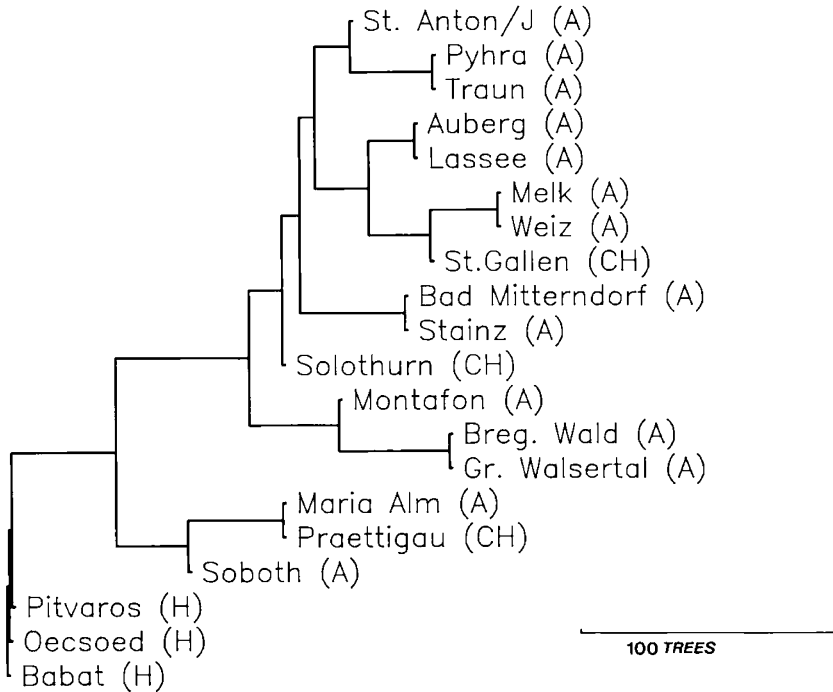 St. Anton/J (A)
Pyhra (A)
Traun (A)
Auberg (A)
Lassee (A)
Melk (A)
Weiz (A)
St.Gallen (CH)
Bad Mitterndorf (A)
Stainz (A)
Solothurn (CH)
Montafon (A)
Breg. Wald (A)
Gr. Walsertal (A)
Maria Alm (A)
Praettigau (CH)
Soboth (A)
Pitvaros (H)
Oecsoed (H)
Babat (H)
100 TREES